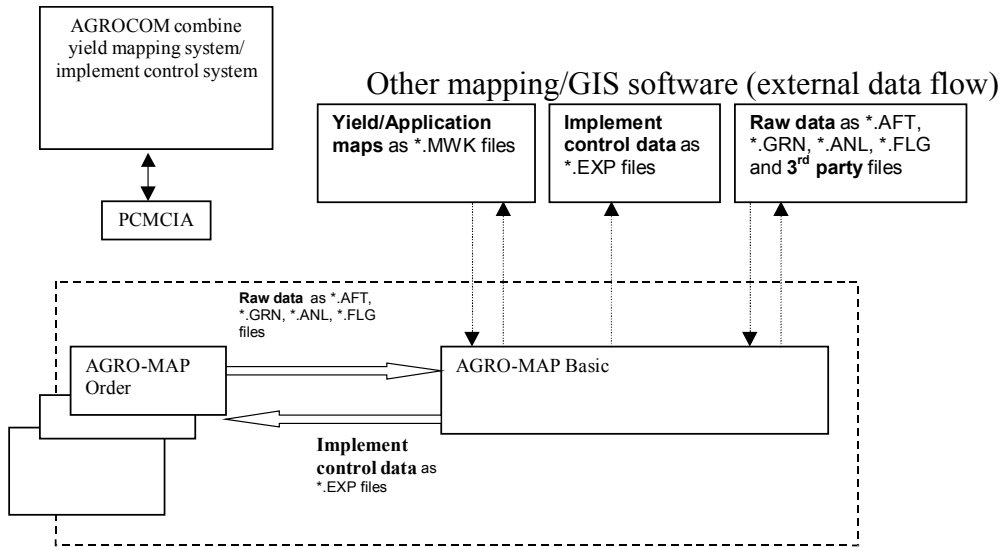 AGROCOM combine
yield mapping system/
implement control system
PCMCIA
Other mapping/GIS software (external data flow)
Yield/Application
maps as *.MWK files
Implement
control data as
*.EXP files
Raw data as *.AFT,
*.GRN, *.ANL, *.FLG
and 3rd party files
Raw data as *.AFT,
*.GRN, *.ANL, *.FLG
files
AGRO-MAP
Order
AGRO-MAP Basic
Implement
control data as
*.EXP files